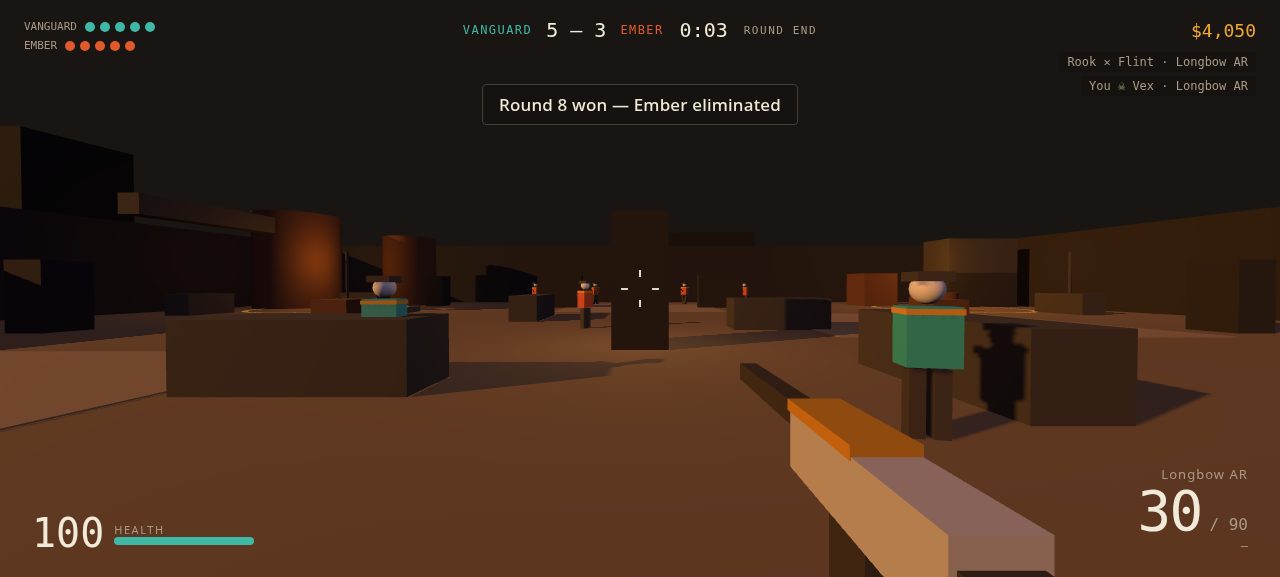 VANGUARD
EMBER
VANGUARD 5 — 3 EMBER 0:03 ROUND END
$4,050
Rook × Flint · Longbow AR
You ☠ Vex · Longbow AR
Round 8 won — Ember eliminated
100 HEALTH
Longbow AR
30 / 90
—